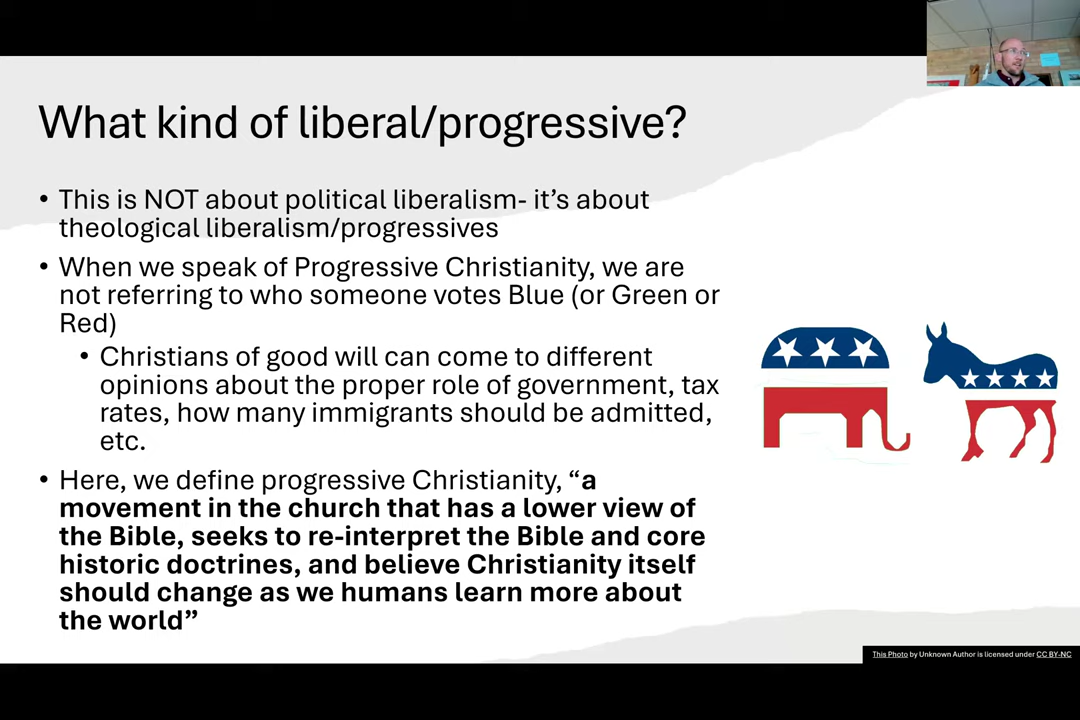 What kind of liberal/progressive?
• This is NOT about political liberalism- it’s about
theological liberalism/progressives
• When we speak of Progressive Christianity, we are
not referring to who someone votes Blue (or Green or
Red)
• Christians of good will can come to different
opinions about the proper role of government, tax
rates, how many immigrants should be admitted,
etc.
• Here, we define progressive Christianity, “a
movement in the church that has a lower view of
the Bible, seeks to re-interpret the Bible and core
historic doctrines, and believe Christianity itself
should change as we humans learn more about
the world”
This Photo by Unknown Author is licensed under CC BY-NC